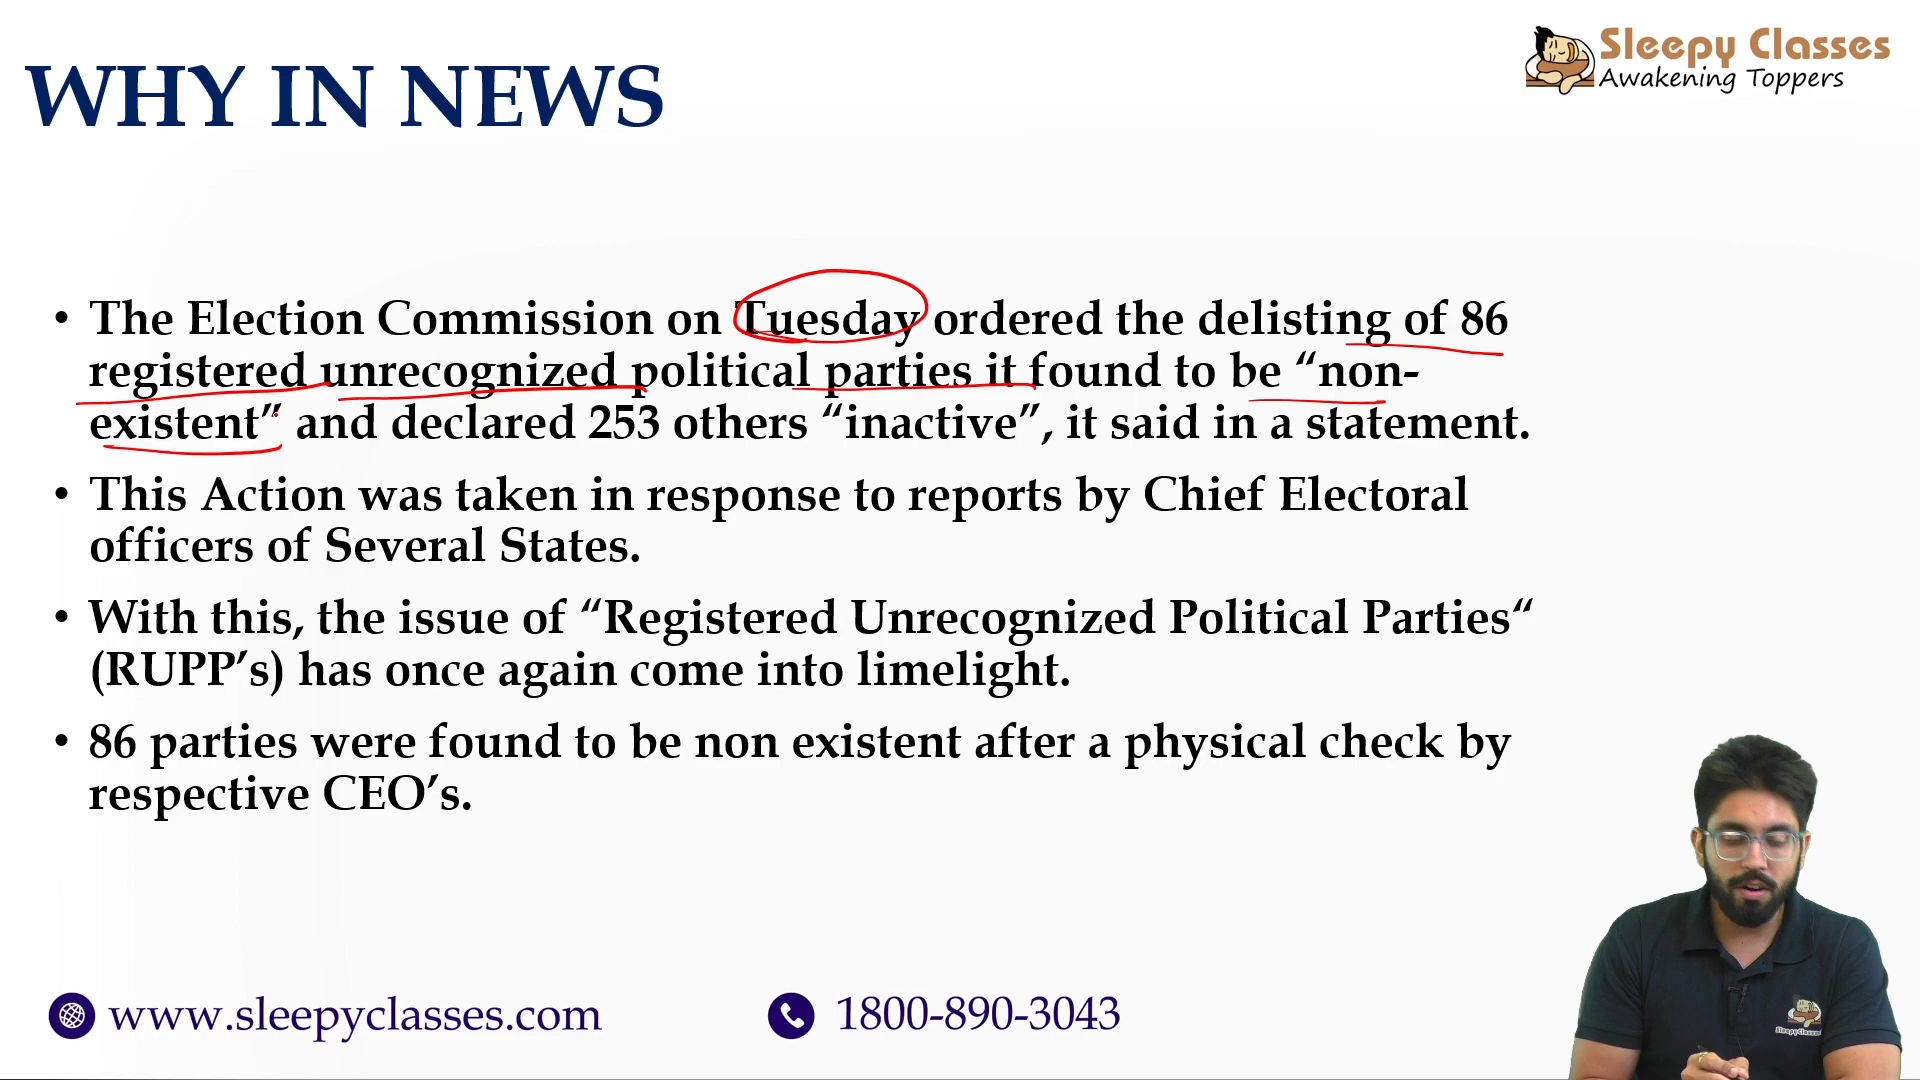 WHY IN NEWS
Sleepy Classes
Awakening Toppers
• The Election Commission on Tuesday ordered the delisting of 86
registered unrecognized political parties it found to be “non-
existent” and declared 253 others “inactive”, it said in a statement.
• This Action was taken in response to reports by Chief Electoral
officers of Several States.
• With this, the issue of “Registered Unrecognized Political Parties“
(RUPP’s) has once again come into limelight.
• 86 parties were found to be non existent after a physical check by
respective CEO’s.
www.sleepyclasses.com
1800-890-3043
SleepyClasses